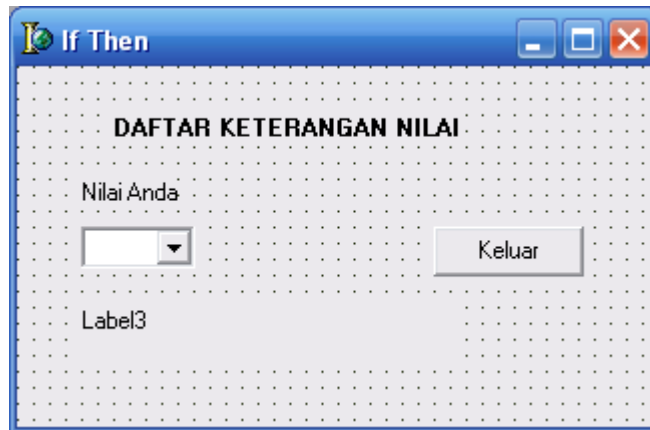 If Then
DAFTAR KETERANGAN NILAI
Nilai Anda
Keluar
Label3